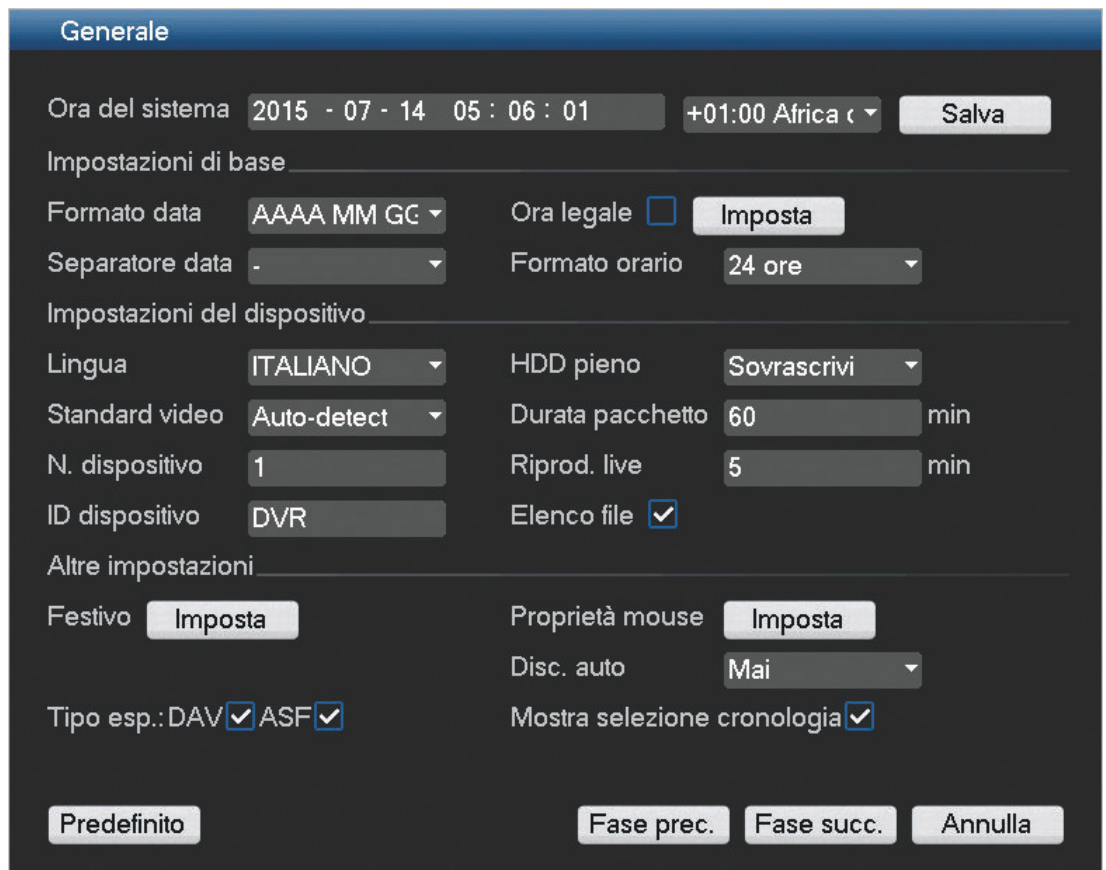 Generale
Ora del sistema 2015 - 07 - 14 05 : 06 : 01 +01:00 Africa c Salva
Impostazioni di base
Formato data AAAA MM GG Ora legale Imposta
Separatore data - Formato orario 24 ore
Impostazioni del dispositivo
Lingua ITALIANO HDD pieno Sovrascrivi
Standard video Auto-detect Durata pacchetto 60 min
N. dispositivo 1 Riprod. live 5 min
ID dispositivo DVR Elenco file
Altre impostazioni
Festivo Imposta Proprietà mouse Imposta
Disc. auto Mai
Tipo esp.: DAV ASF Mostra selezione cronologia
Predefinito Fase prec. Fase succ. Annulla